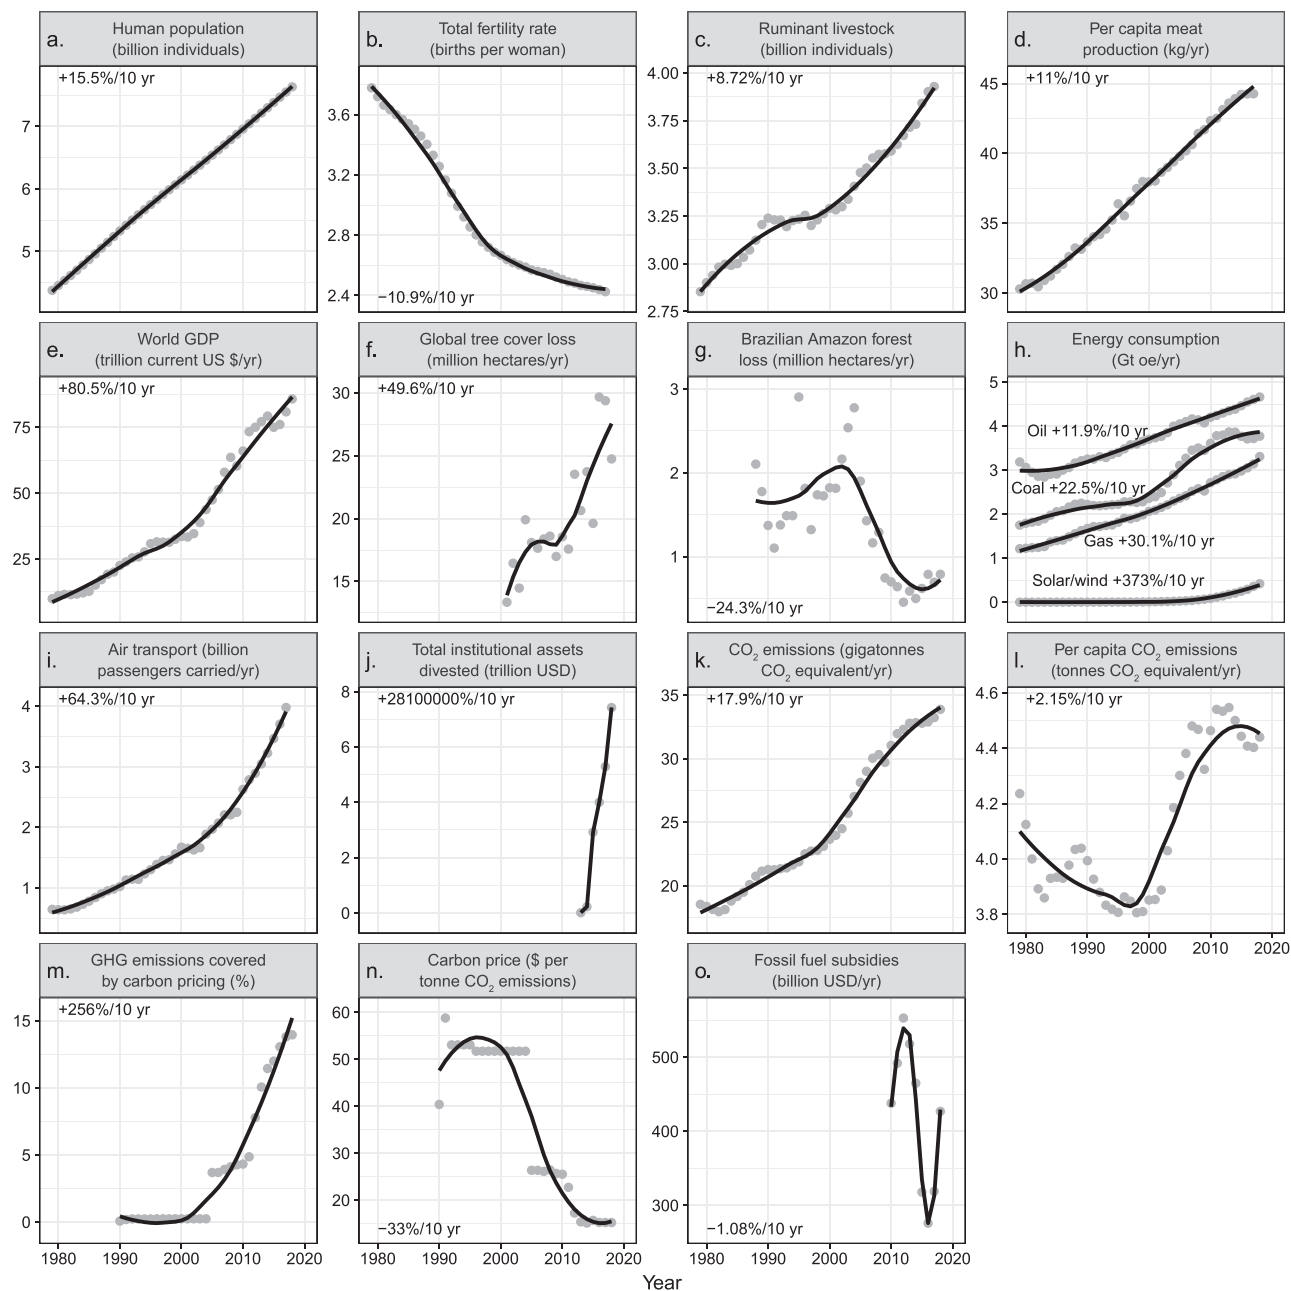 a. Human population
(billion individuals)
+15.5%/10 yr
7
6
5
b. Total fertility rate
(births per woman)
3.6
3.2
2.8
2.4
−10.9%/10 yr
c. Ruminant livestock
(billion individuals)
4.00
+8.72%/10 yr
3.75
3.50
3.25
3.00
2.75
d. Per capita meat
production (kg/yr)
+11%/10 yr
45
40
35
30
e. World GDP
(trillion current US $/yr)
+80.5%/10 yr
75
50
25
f. Global tree cover loss
(million hectares/yr)
+49.6%/10 yr
30
25
20
15
g. Brazilian Amazon forest
loss (million hectares/yr)
3
2
1
−24.3%/10 yr
h. Energy consumption
(Gt oe/yr)
5
4
Oil +11.9%/10 yr
3
Coal +22.5%/10 yr
2
Gas +30.1%/10 yr
1
Solar/wind +373%/10 yr
0
i. Air transport (billion
passengers carried/yr)
+64.3%/10 yr
4
3
2
1
j. Total institutional assets
divested (trillion USD)
8
+28100000%/10 yr
6
4
2
0
k. CO2 emissions (gigatonnes
CO2 equivalent/yr)
35
+17.9%/10 yr
30
25
20
l. Per capita CO2 emissions
(tonnes CO2 equivalent/yr)
4.6
+2.15%/10 yr
4.4
4.2
4.0
3.8
1980 1990 2000 2010 2020
m. GHG emissions covered
by carbon pricing (%)
+256%/10 yr
15
10
5
0
1980 1990 2000 2010 2020
n. Carbon price ($ per
tonne CO2 emissions)
60
50
40
30
20
−33%/10 yr
1980 1990 2000 2010 2020
o. Fossil fuel subsidies
(billion USD/yr)
500
400
300
−1.08%/10 yr
1980 1990 2000 2010 2020
Year